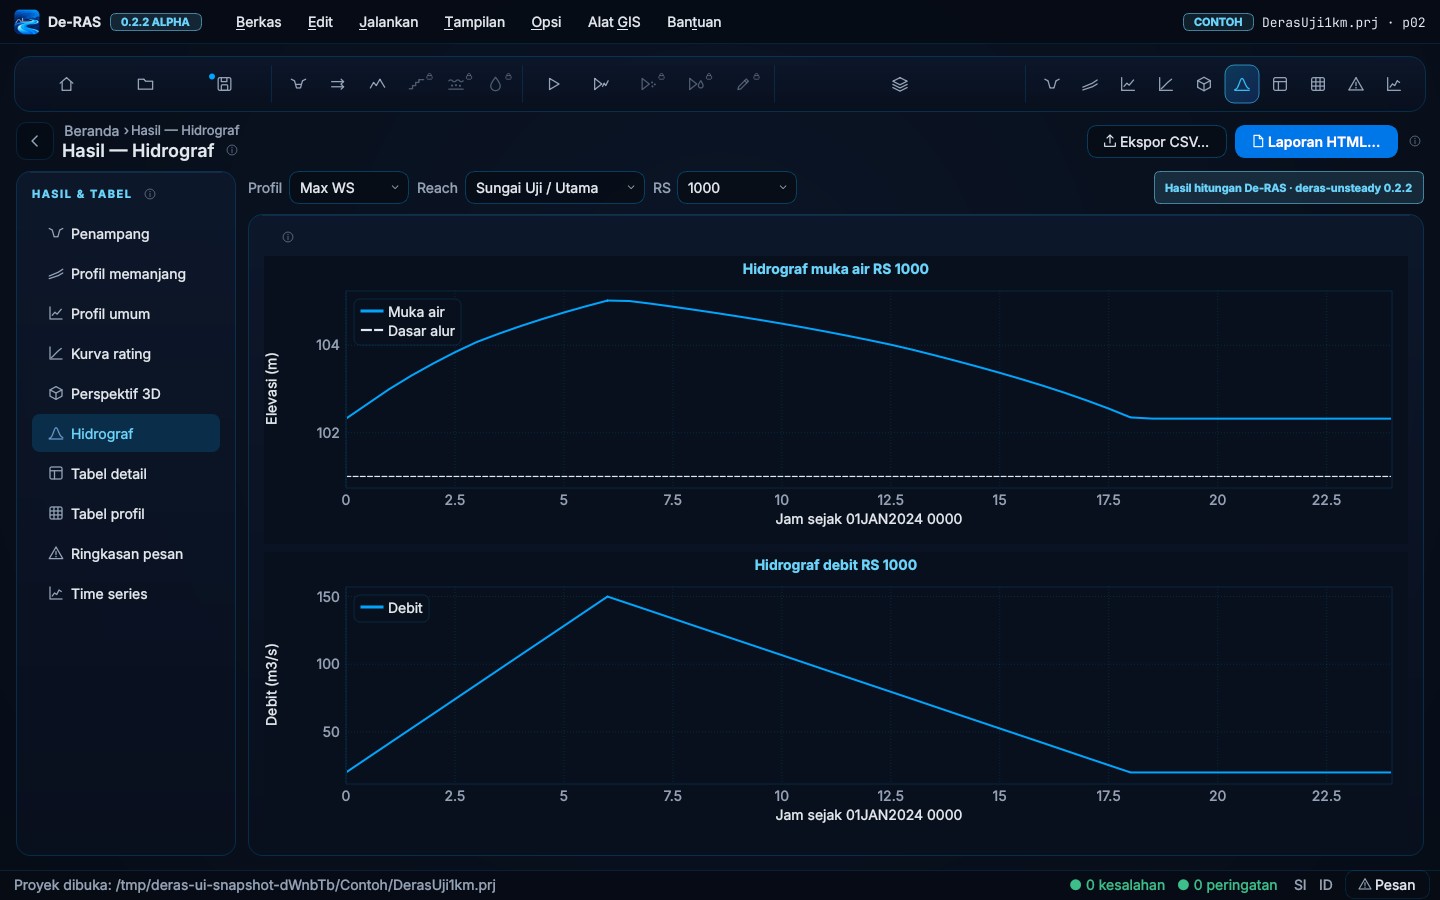 De-RAS 0.2.2 ALPHA Berkas Edit Jalankan Tampilan Opsi Alat GIS Bantuan CONTOH DerasUji1km.prj · p02
Beranda › Hasil — Hidrograf
Hasil — Hidrograf
Ekspor CSV... Laporan HTML...
HASIL & TABEL
Penampang
Profil memanjang
Profil umum
Kurva rating
Perspektif 3D
Hidrograf
Tabel detail
Tabel profil
Ringkasan pesan
Time series
Profil Max WS Reach Sungai Uji / Utama RS 1000
Hasil hitungan De-RAS · deras-unsteady 0.2.2
Hidrograf muka air RS 1000
Muka air
Dasar alur
Elevasi (m)
104
102
0 2.5 5 7.5 10 12.5 15 17.5 20 22.5
Jam sejak 01JAN2024 0000
Hidrograf debit RS 1000
Debit
Debit (m3/s)
150
100
50
0 2.5 5 7.5 10 12.5 15 17.5 20 22.5
Jam sejak 01JAN2024 0000
Proyek dibuka: /tmp/deras-ui-snapshot-dWnbTb/Contoh/DerasUji1km.prj
0 kesalahan 0 peringatan SI ID Pesan